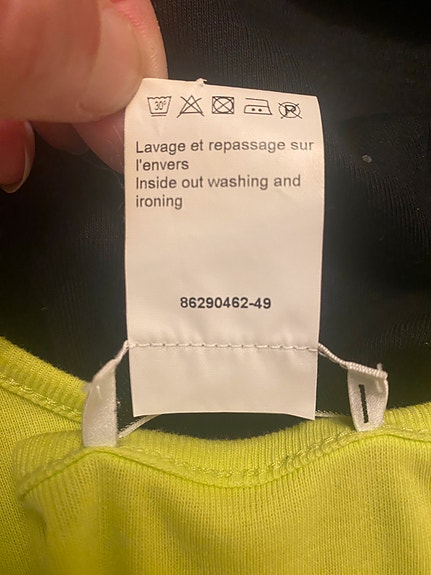 30°
P
Lavage et repassage sur
l'envers
Inside out washing and
ironing
86290462-49